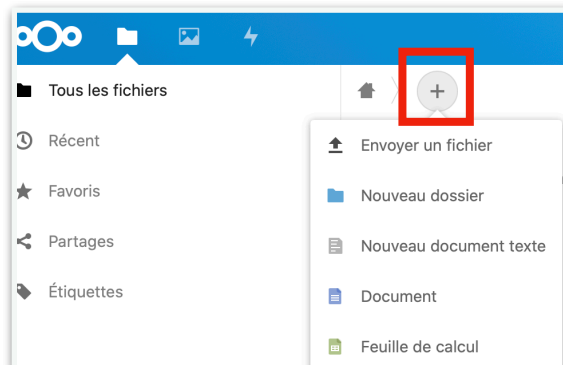 Tous les fichiers
Récent
Favoris
Partages
Étiquettes
Envoyer un fichier
Nouveau dossier
Nouveau document texte
Document
Feuille de calcul